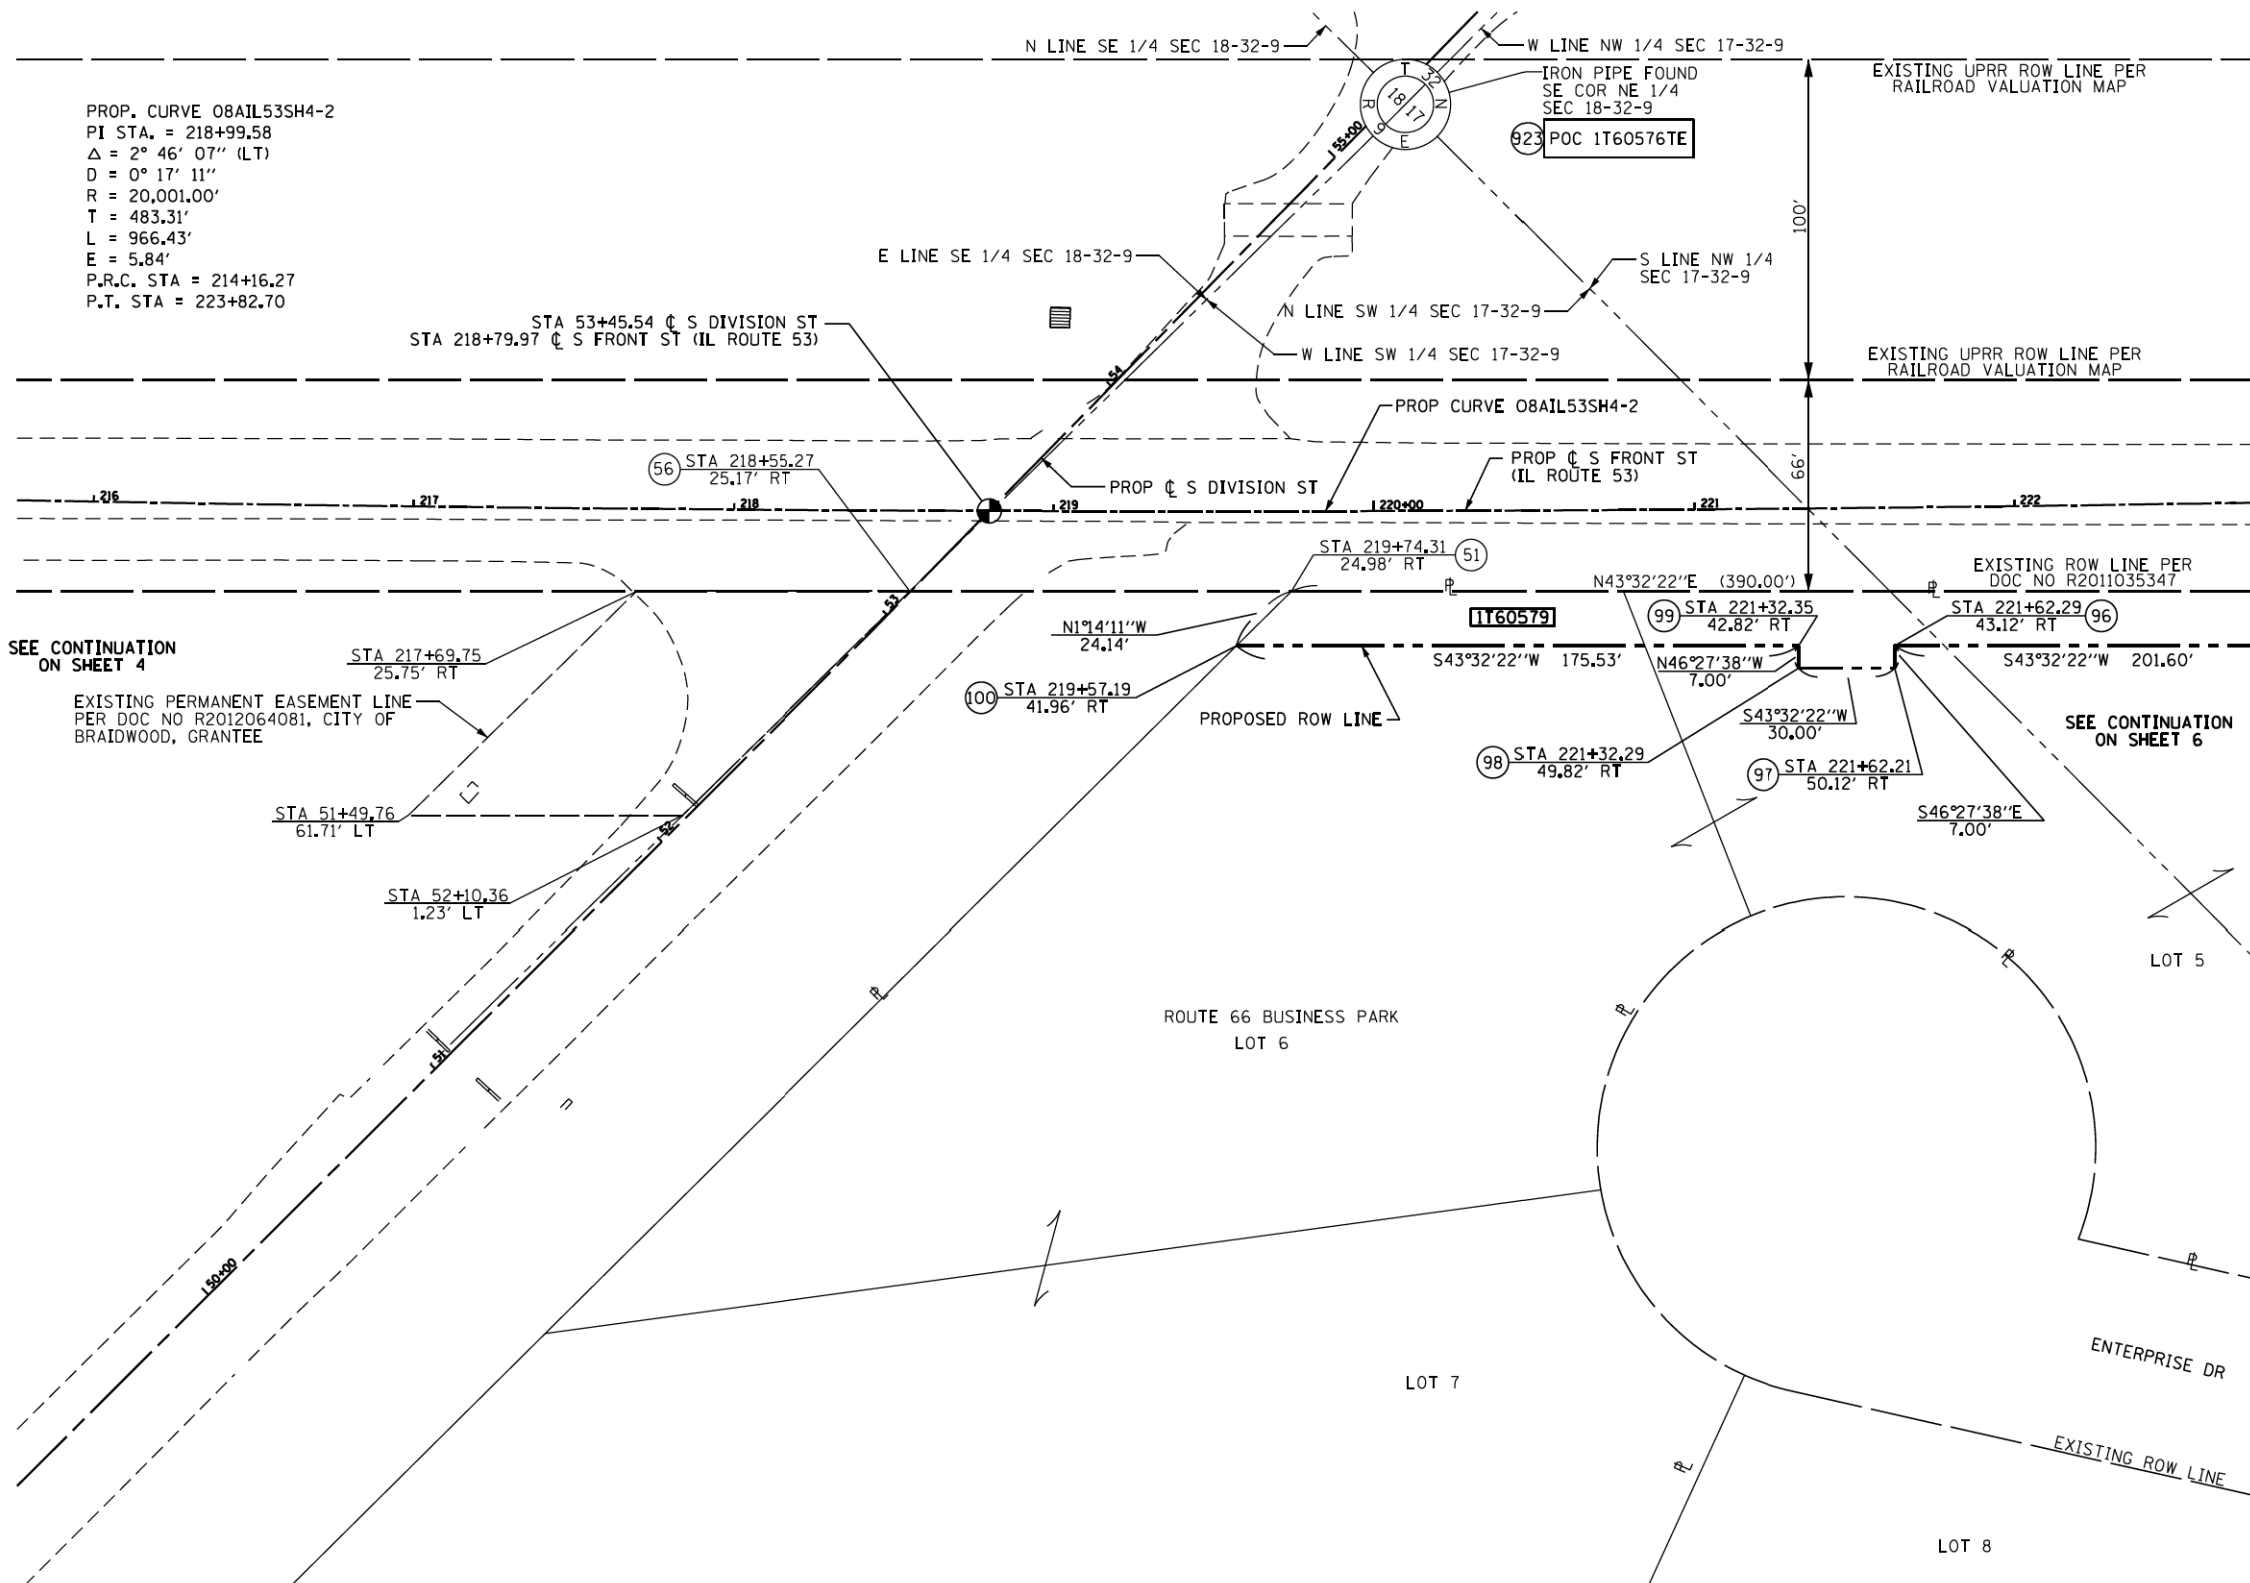 N LINE SE 1/4 SEC 18-32-9
W LINE NW 1/4 SEC 17-32-9
IRON PIPE FOUND
SE COR NE 1/4
SEC 18-32-9
923 POC 1T60576TE
T 32 N
R 9 E
18 17
EXISTING UPRR ROW LINE PER
RAILROAD VALUATION MAP
PROP. CURVE 08AIL53SH4-2
PI STA. = 218+99.58
Δ = 2° 46' 07" (LT)
D = 0° 17' 11"
R = 20,001.00'
T = 483.31'
L = 966.43'
E = 5.84'
P.R.C. STA = 214+16.27
P.T. STA = 223+82.70
55+00
100'
E LINE SE 1/4 SEC 18-32-9
S LINE NW 1/4
SEC 17-32-9
N LINE SW 1/4 SEC 17-32-9
STA 53+45.54 ℄ S DIVISION ST
STA 218+79.97 ℄ S FRONT ST (IL ROUTE 53)
W LINE SW 1/4 SEC 17-32-9
EXISTING UPRR ROW LINE PER
RAILROAD VALUATION MAP
54
PROP CURVE 08AIL53SH4-2
56 STA 218+55.27
25.17' RT
PROP ℄ S FRONT ST
(IL ROUTE 53)
66'
PROP ℄ S DIVISION ST
216 217 218 219 220+00 221 222
STA 219+74.31 51
24.98' RT
EXISTING ROW LINE PER
DOC NO R2011035347
N43°32'22"E (390.00')
℄
℄
53
1T60579
99 STA 221+32.35
42.82' RT
STA 221+62.29 96
43.12' RT
N1°14'11"W
24.14'
SEE CONTINUATION
ON SHEET 4
STA 217+69.75
25.75' RT
S43°32'22"W 175.53'
N46°27'38"W
7.00'
S43°32'22"W 201.60'
100 STA 219+57.19
41.96' RT
EXISTING PERMANENT EASEMENT LINE
PER DOC NO R2012064081, CITY OF
BRAIDWOOD, GRANTEE
PROPOSED ROW LINE
S43°32'22"W
30.00'
SEE CONTINUATION
ON SHEET 6
98 STA 221+32.29
49.82' RT
97 STA 221+62.21
50.12' RT
STA 51+49.76
61.71' LT
S46°27'38"E
7.00'
52
STA 52+10.36
1.23' LT
LOT 5
ROUTE 66 BUSINESS PARK
LOT 6
51
50+00
ENTERPRISE DR
LOT 7
EXISTING ROW LINE
LOT 8